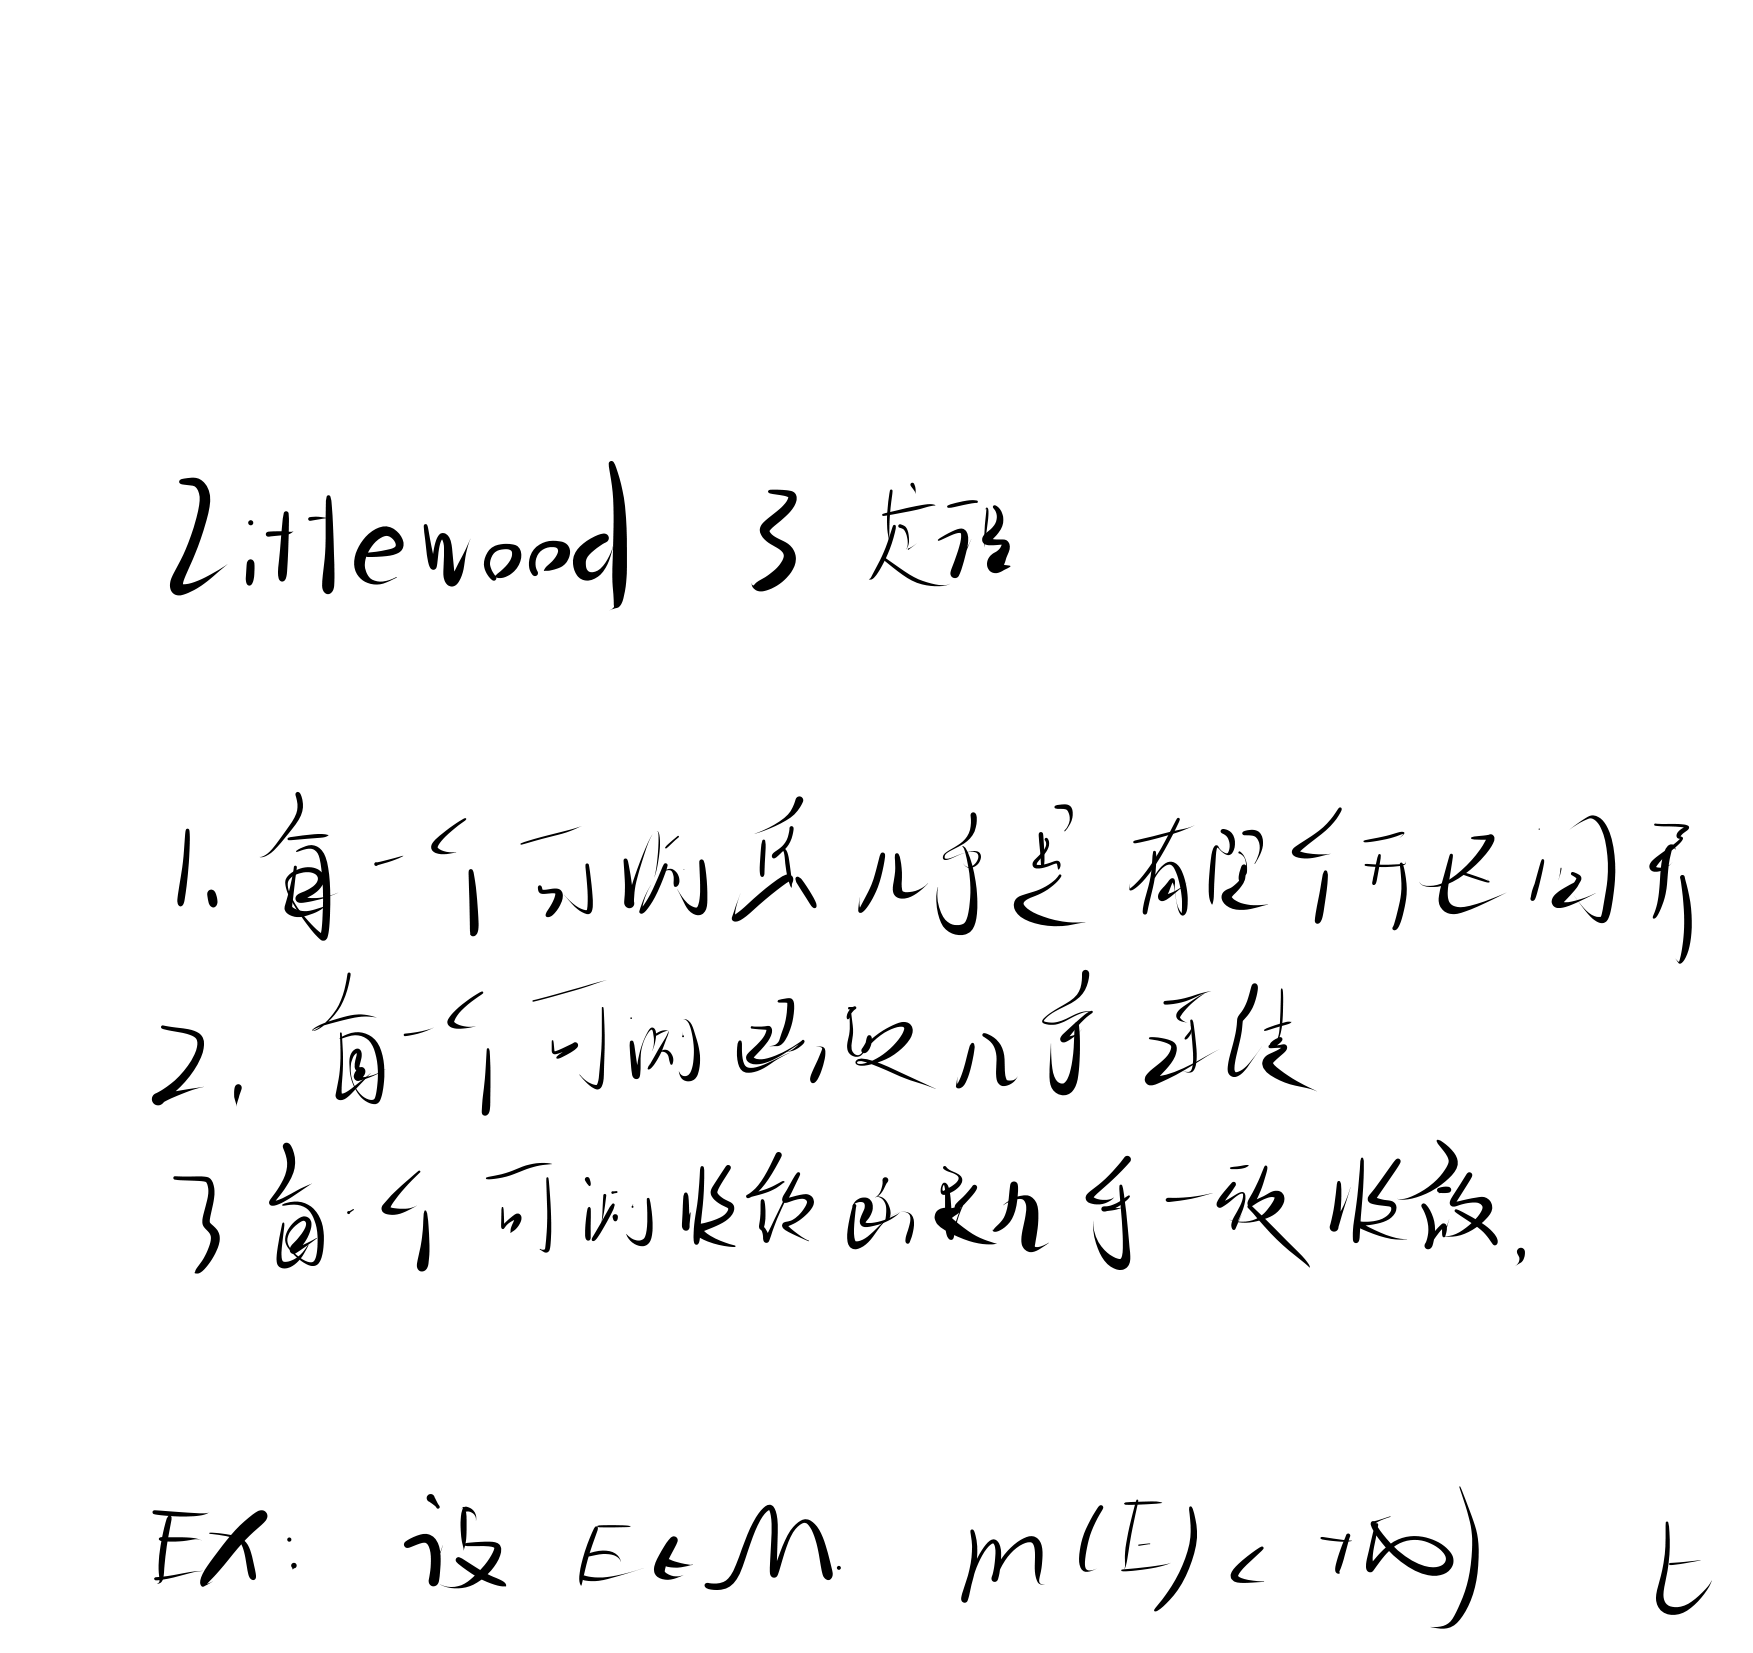 Littlewood 3
1. 每一个可测集几乎是有限个开区间并
2. 每一个可测函数几乎连续
3 每一个可测收敛函数几乎一致收敛.
EX: 设 E∈M. m(E) < +∞) t